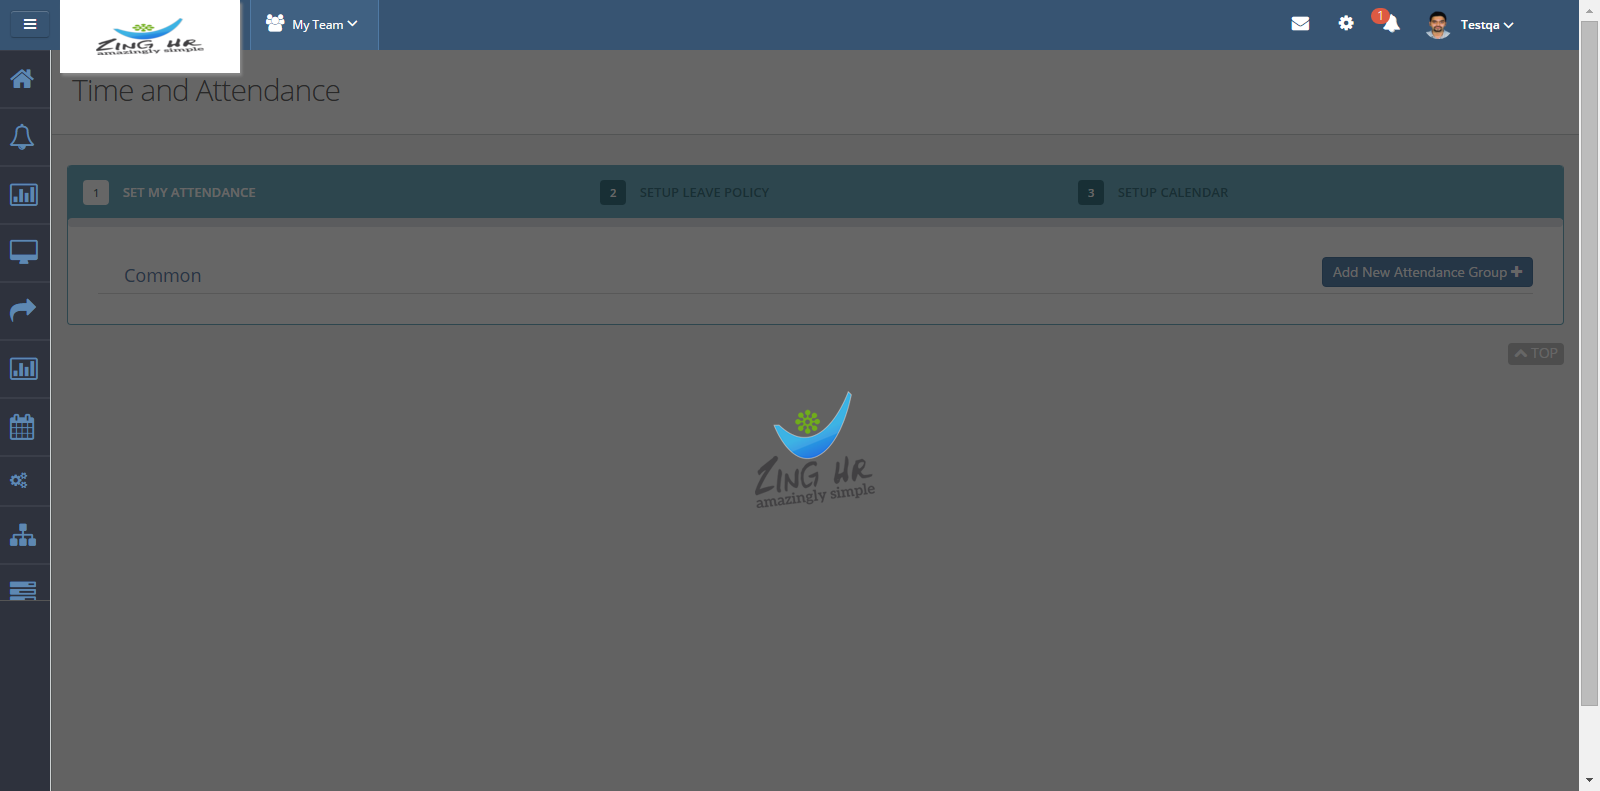 My Team
1
Testqa
ZING HR
amazingly simple
Time and Attendance
1 SET MY ATTENDANCE
2 SETUP LEAVE POLICY
3 SETUP CALENDAR
Common
Add New Attendance Group
TOP
ZING HR
amazingly simple